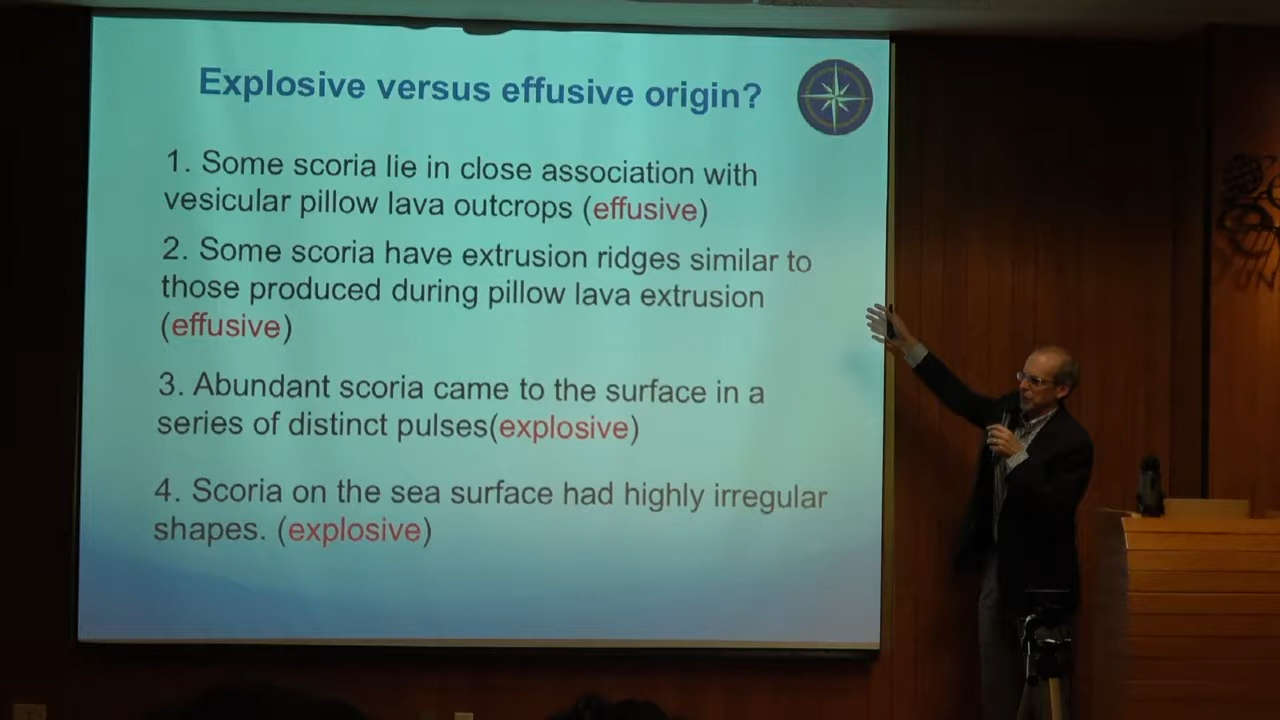 Explosive versus effusive origin?
1. Some scoria lie in close association with
vesicular pillow lava outcrops (effusive)
2. Some scoria have extrusion ridges similar to
those produced during pillow lava extrusion
(effusive)
3. Abundant scoria came to the surface in a
series of distinct pulses(explosive)
4. Scoria on the sea surface had highly irregular
shapes. (explosive)